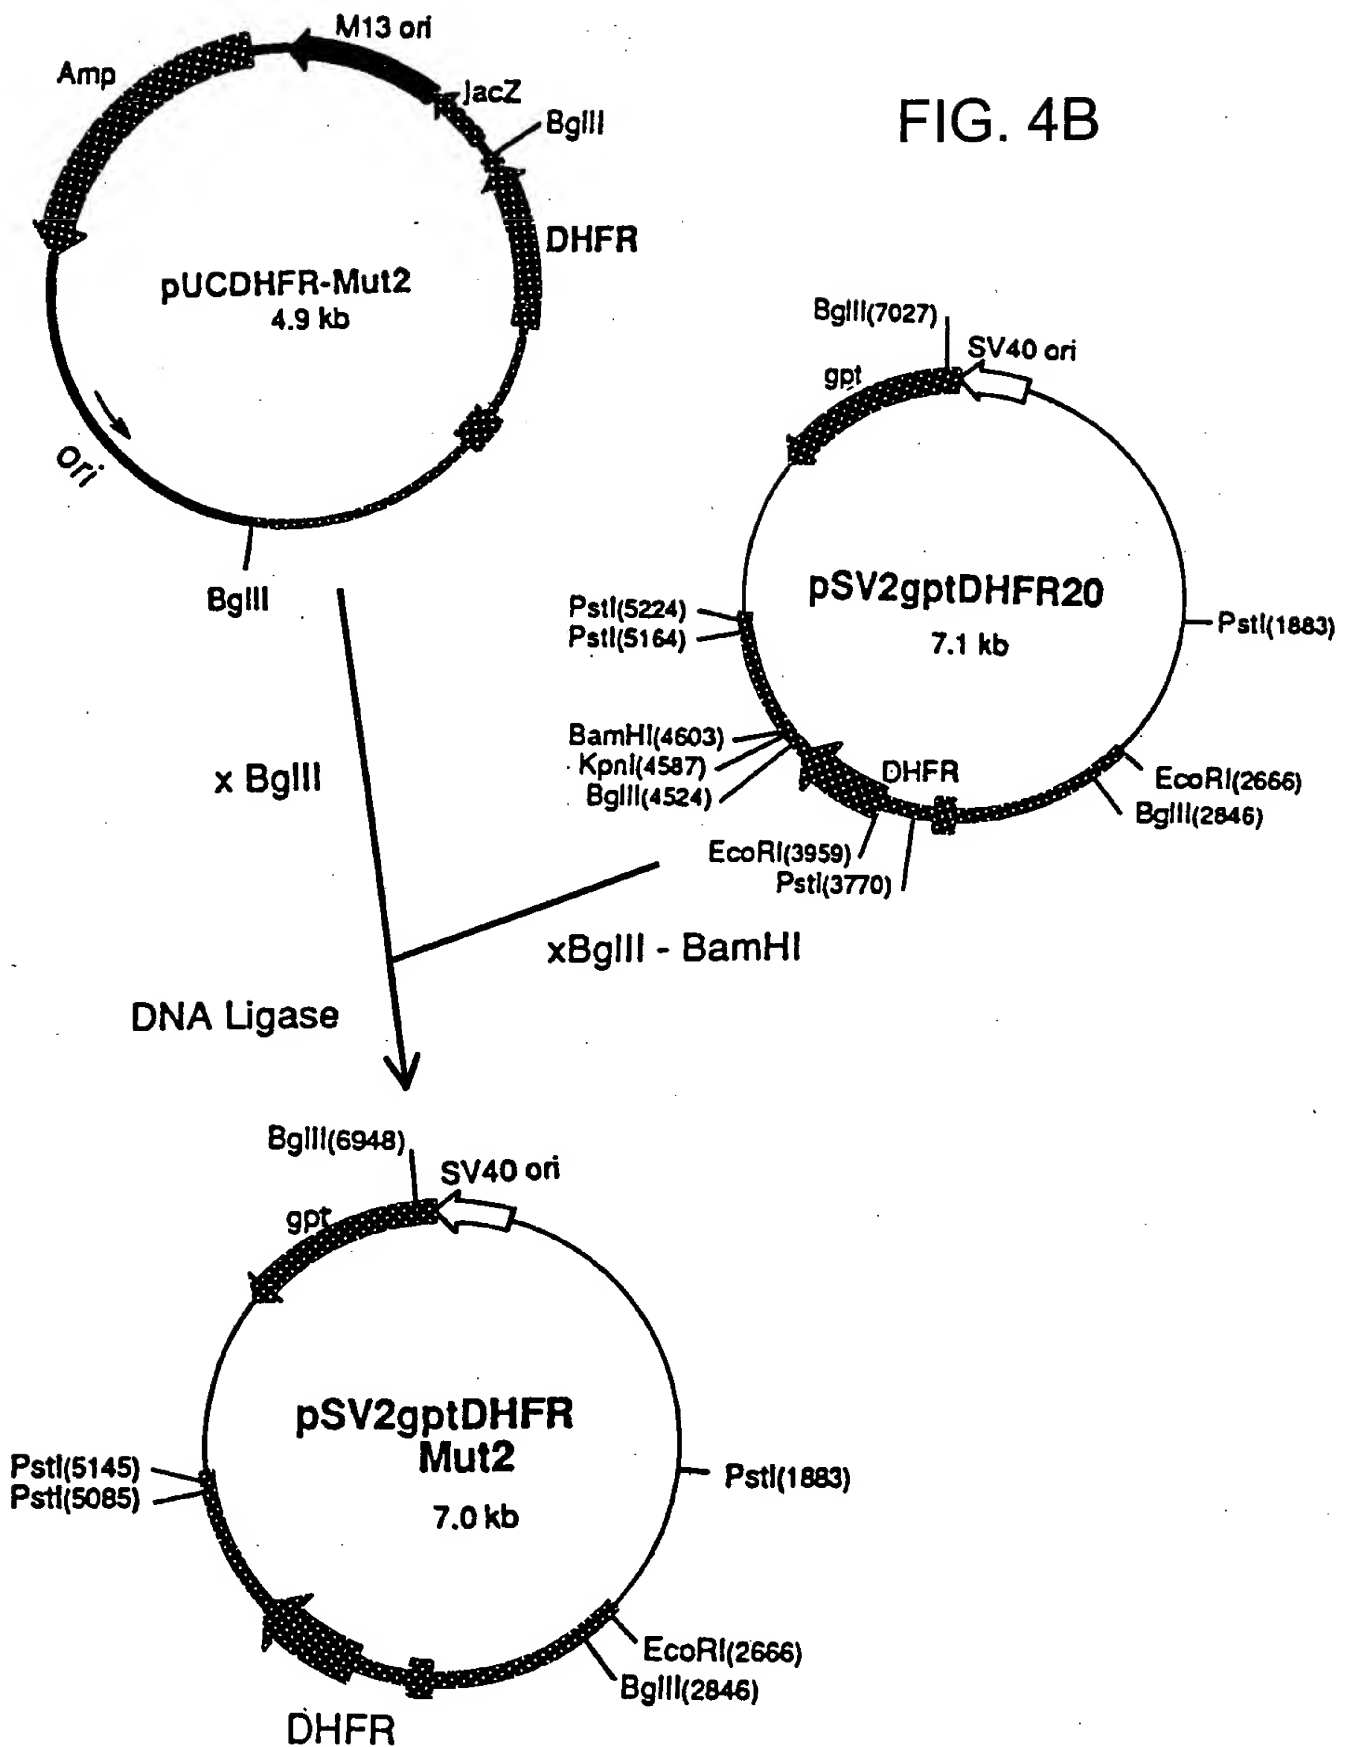 FIG. 4B
M13 ori
Amp
lacZ
BglII
DHFR
pUCDHFR-Mut2
4.9 kb
ori
BglII
BglII(7027)
SV40 ori
gpt
pSV2gptDHFR20
7.1 kb
PstI(5224)
PstI(5164)
PstI(1883)
BamHI(4603)
KpnI(4587)
BglII(4524)
DHFR
EcoRI(2666)
BglII(2846)
EcoRI(3959)
PstI(3770)
x BglII
xBglII - BamHI
DNA Ligase
BglII(6948)
SV40 ori
gpt
pSV2gptDHFR
Mut2
7.0 kb
PstI(5145)
PstI(5085)
PstI(1883)
EcoRI(2666)
BglII(2846)
DHFR